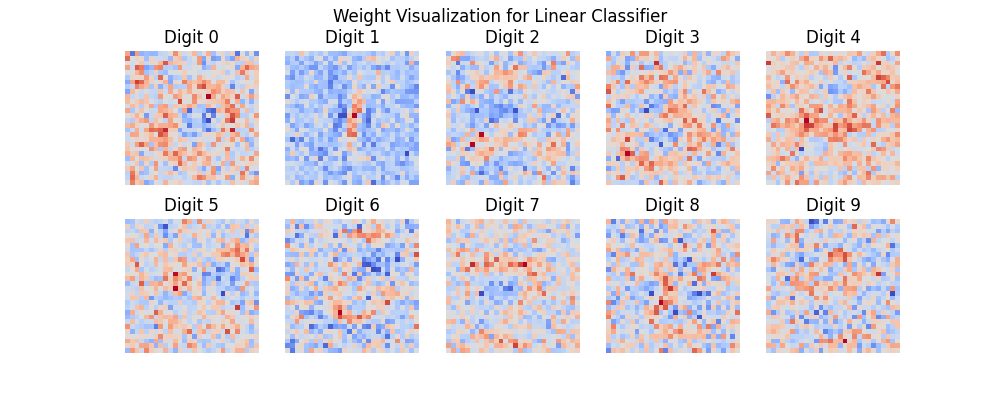 Weight Visualization for Linear Classifier
Digit 0 Digit 1 Digit 2 Digit 3 Digit 4
Digit 5 Digit 6 Digit 7 Digit 8 Digit 9